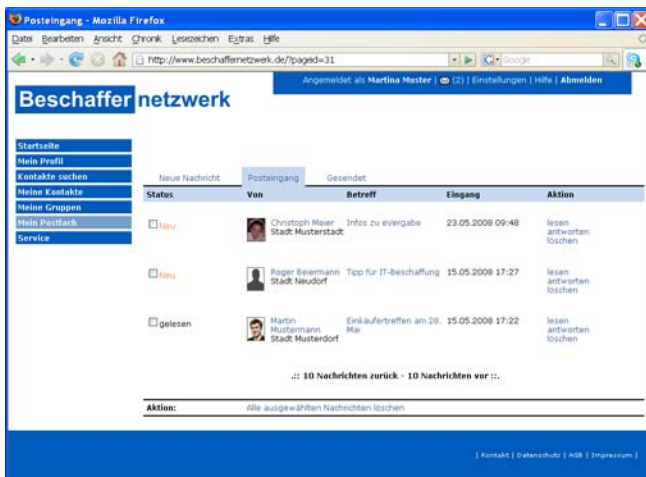 Posteingang - Mozilla Firefox
Datei Bearbeiten Ansicht Chronik Lesezeichen Extras Hilfe
http://www.beschaffernetzwerk.de/?paged=31 Google
Angemeldet als Martina Muster | (2) | Einstellungen | Hilfe | Abmelden
Beschaffer netzwerk
Startseite
Mein Profil
Kontakte suchen
Meine Kontakte
Meine Gruppen
Mein Postfach
Service
Neue Nachricht Posteingang Gesendet
Status Von Betreff Eingang Aktion
Neu Christoph Meier Infos zu eVergabe 23.05.2008 09:48 lesen
Stadt Musterstadt antworten
löschen
Neu Roger Beiermann Tipp für IT-Beschaffung 15.05.2008 17:27 lesen
Stadt Neudorf antworten
löschen
gelesen Martin Einkäufertreffen am 28. 15.05.2008 17:22 lesen
Mustermann Mai antworten
Stadt Musterdorf löschen
.:: 10 Nachrichten zurück - 10 Nachrichten vor ::.
Aktion: Alle ausgewählten Nachrichten löschen
| Kontakt | Datenschutz | AGB | Impressum |